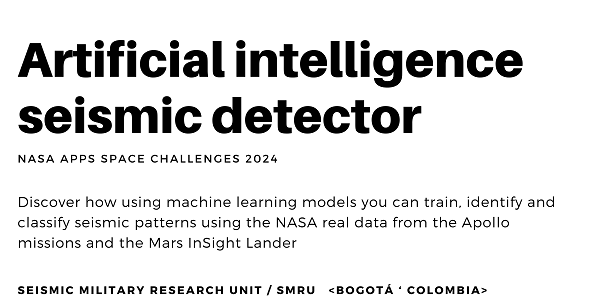 Artificial intelligence
seismic detector
NASA APPS SPACE CHALLENGES 2024
Discover how using machine learning models you can train, identify and
classify seismic patterns using the NASA real data from the Apollo
missions and the Mars InSight Lander
SEISMIC MILITARY RESEARCH UNIT / SMRU <BOGOTÁ ‘ COLOMBIA>